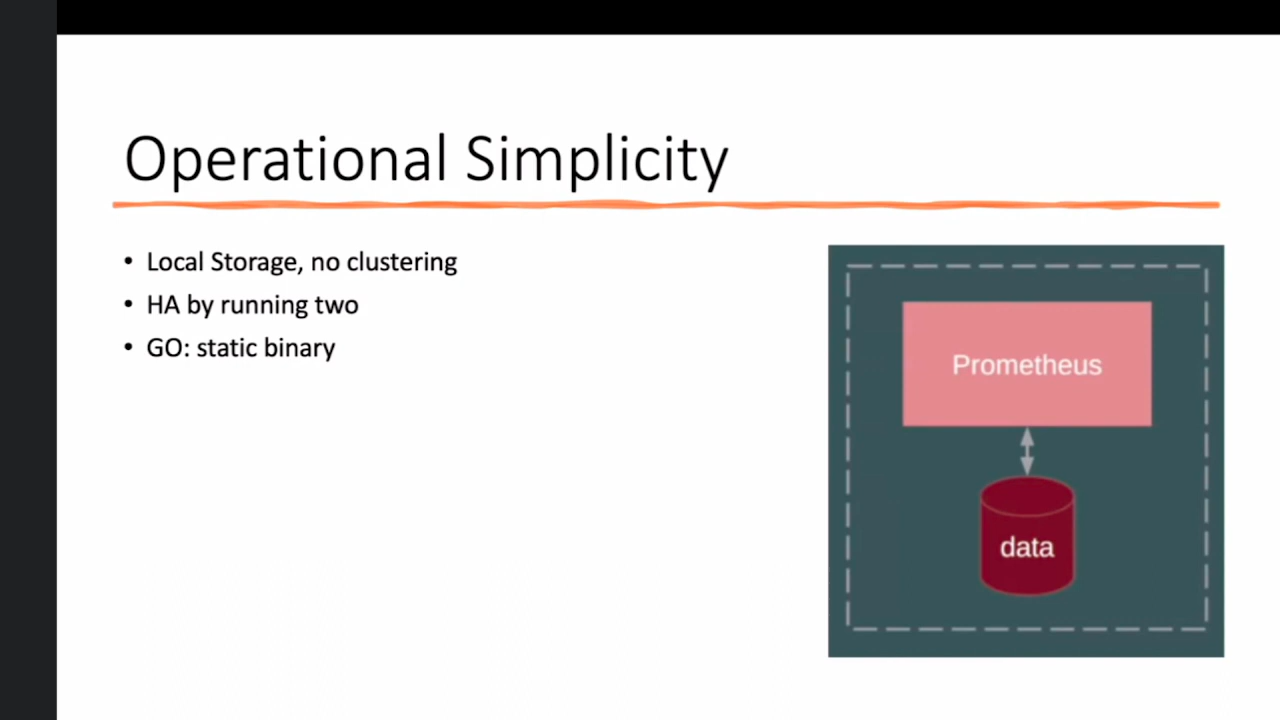 Operational Simplicity
• Local Storage, no clustering
• HA by running two
• GO: static binary
Prometheus
data